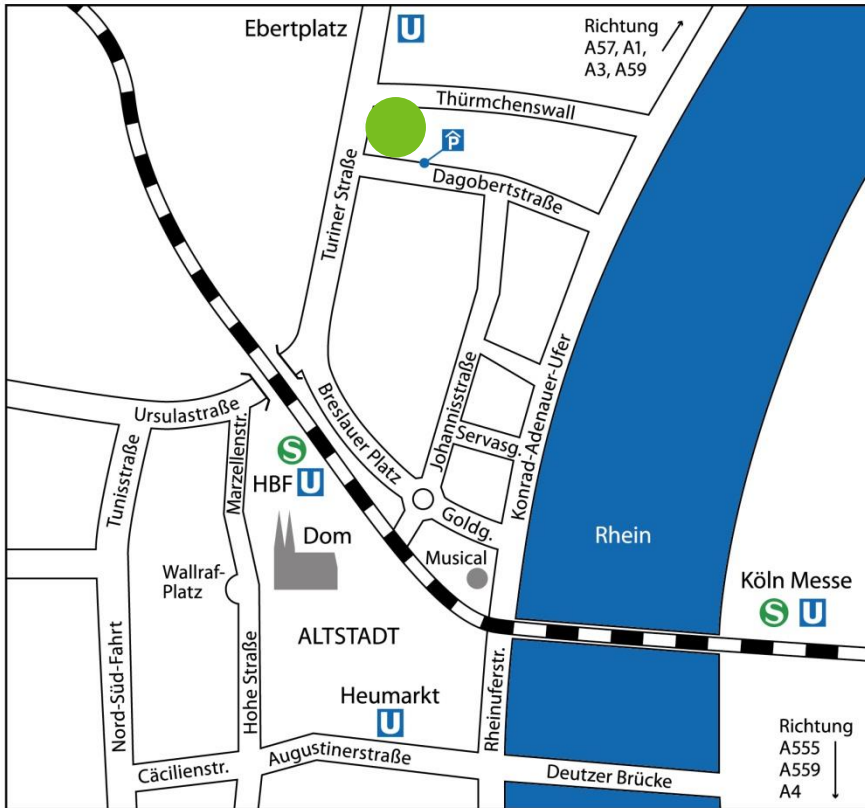 Ebertplatz U
Richtung
A57, A1,
A3, A59
Thürmchenswall
P
Dagobertstraße
Turiner Straße
Ursulastraße
Breslauer Platz
Johannisstraße
Konrad-Adenauer-Ufer
Servasg.
Tunisstraße
Marzellenstr.
S
HBF U
Goldg.
Dom
Musical
Rhein
Wallraf-
Platz
Köln Messe
S U
ALTSTADT
Nord-Süd-Fahrt
Hohe Straße
Heumarkt
U
Rheinuferstr.
Richtung
A555
A559
A4
Cäcilienstr.
Augustinerstraße
Deutzer Brücke